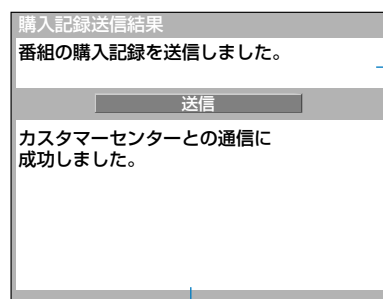 購入記録送信結果
番組の購入記録を送信しました。
送信
カスタマーセンターとの通信に
成功しました。